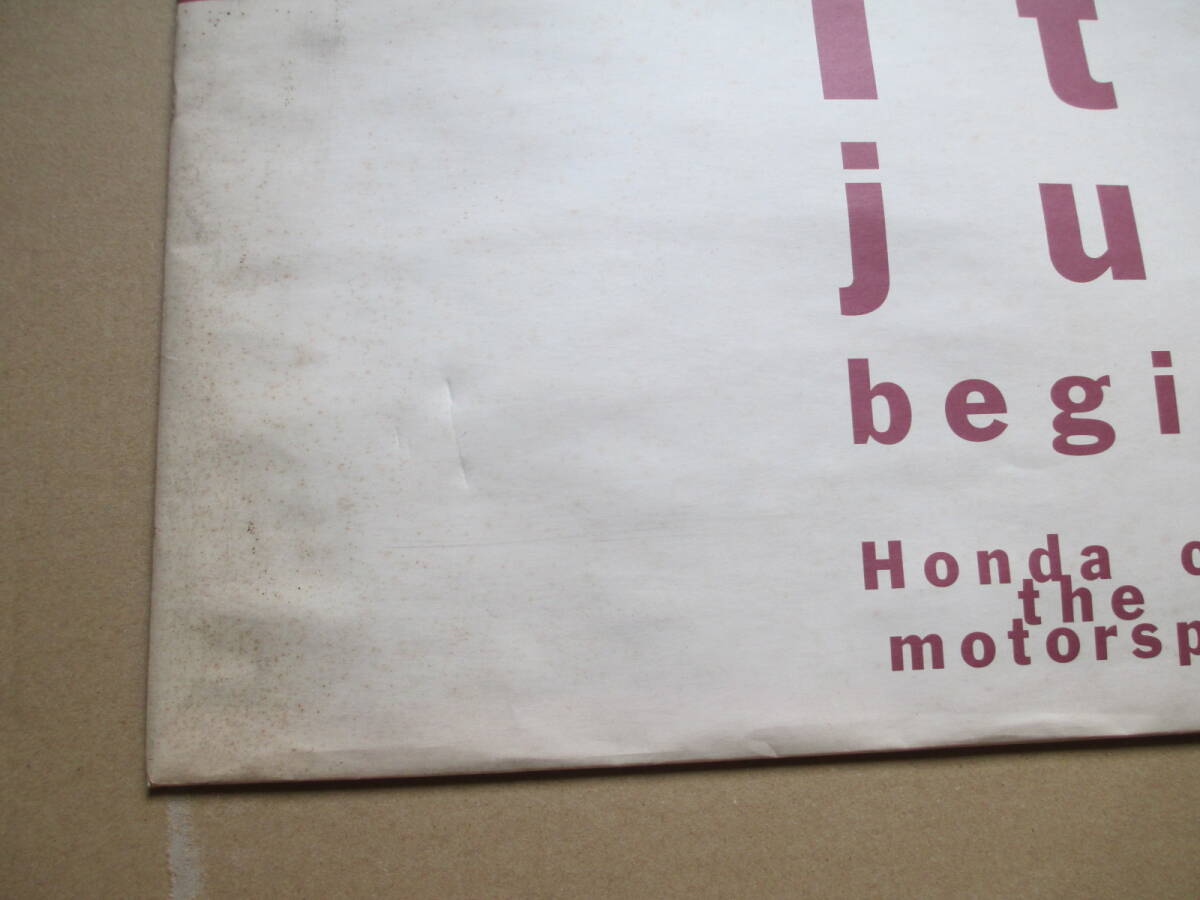 it
ju
begi
Honda
the
motorsp